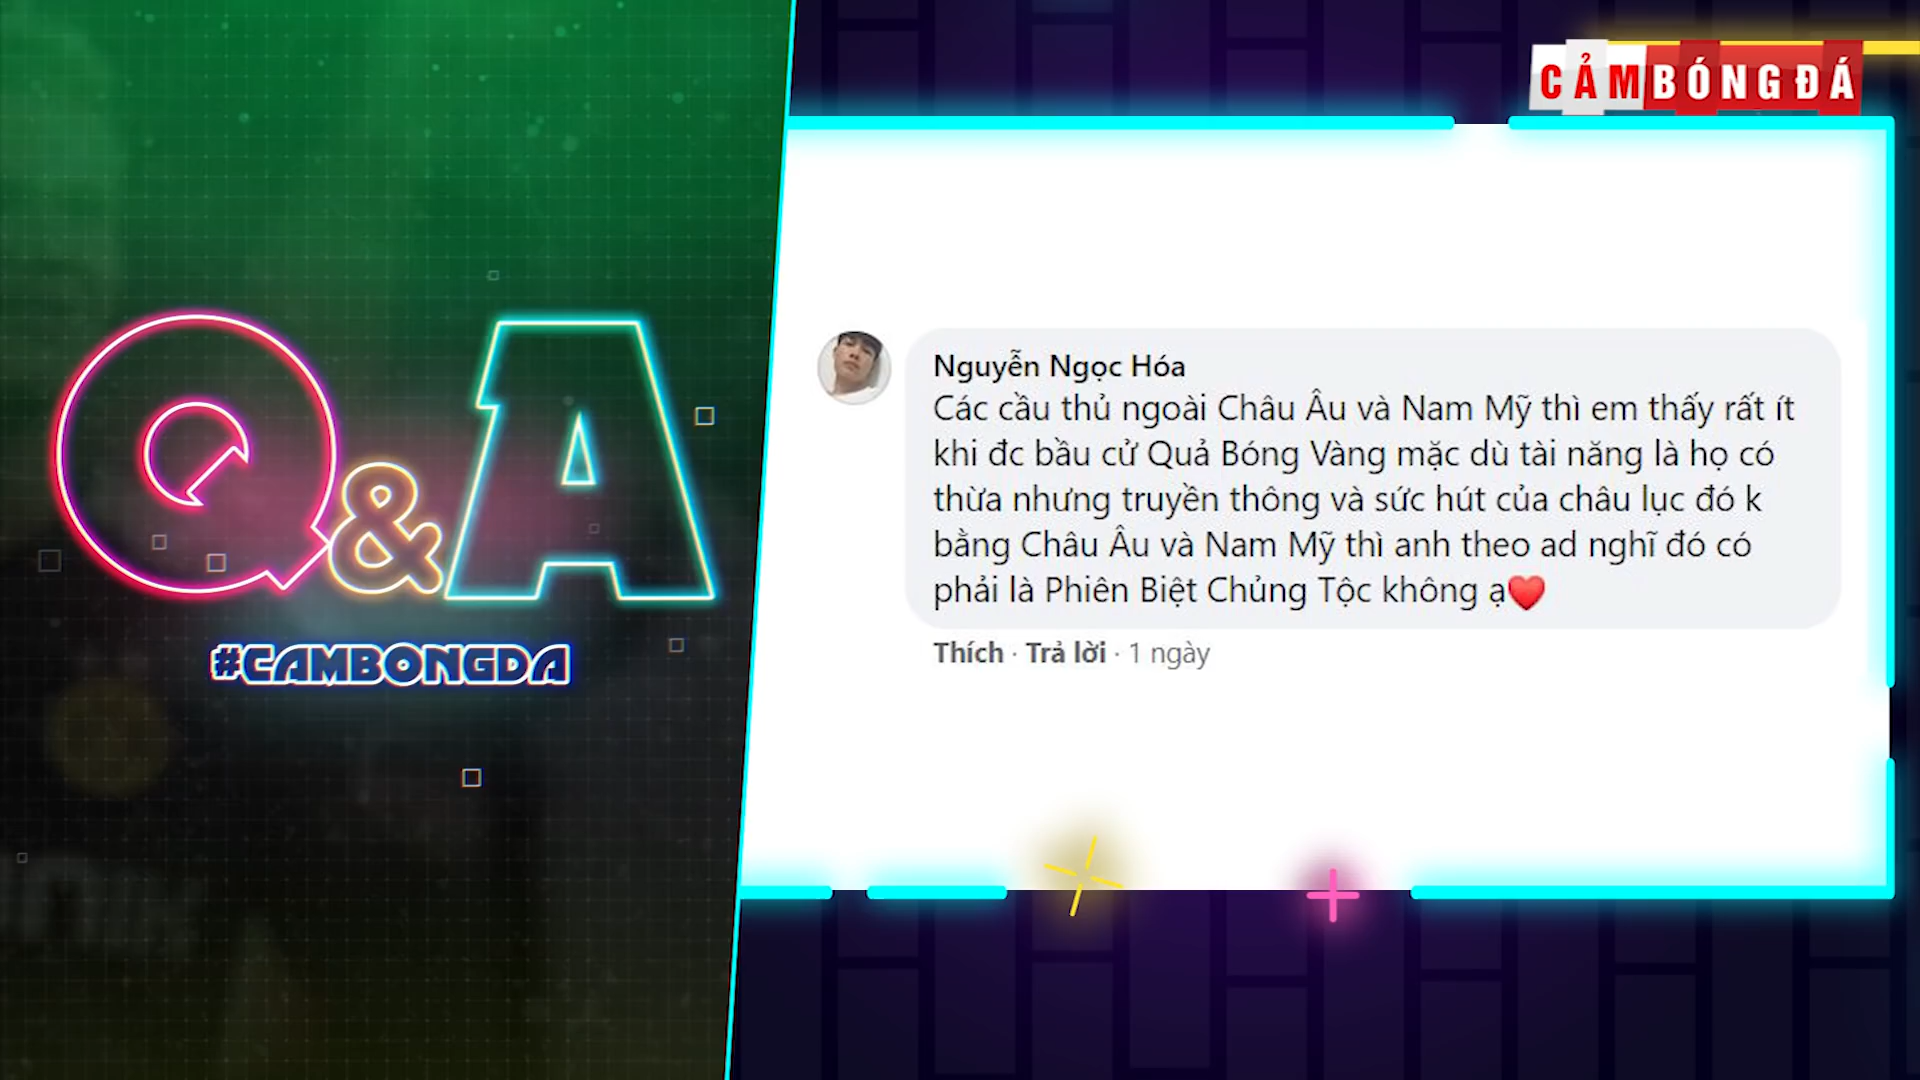 Q&A
#CAMBONGDA
CẢMBÓNGĐÁ
Nguyễn Ngọc Hóa
Các cầu thủ ngoài Châu Âu và Nam Mỹ thì em thấy rất ít
khi đc bầu cử Quả Bóng Vàng mặc dù tài năng là họ có
thừa nhưng truyền thông và sức hút của châu lục đó k
bằng Châu Âu và Nam Mỹ thì anh theo ad nghĩ đó có
phải là Phiên Biệt Chủng Tộc không ạ❤️
Thích · Trả lời · 1 ngày